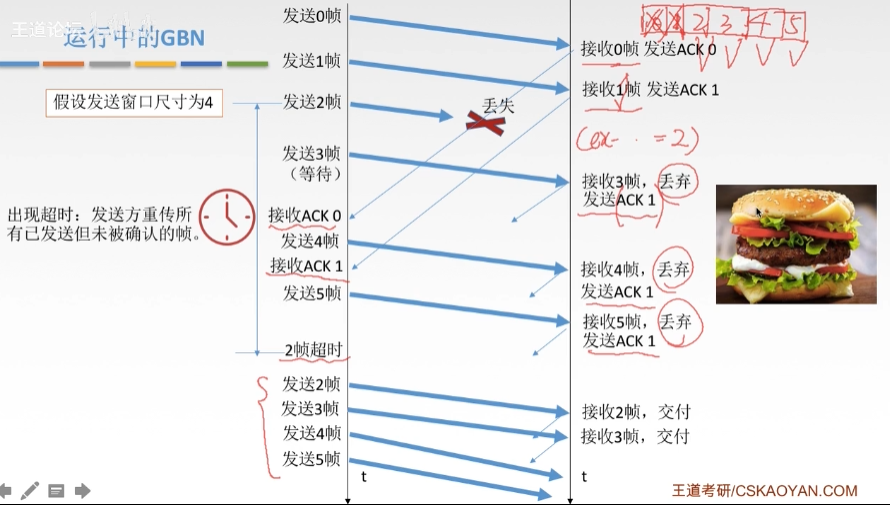 王道论坛
运行中的GBN
假设发送窗口尺寸为4
出现超时：发送方重传所
有已发送但未被确认的帧。
发送0帧
发送1帧
发送2帧
发送3帧
（等待）
接收ACK 0
发送4帧
接收ACK 1
发送5帧
2帧超时
发送2帧
发送3帧
发送4帧
发送5帧
t
丢失
2 3 4 5
接收0帧 发送ACK 0
接收1帧 发送ACK 1
(ex- . . = 2)
接收3帧，丢弃
发送ACK 1
接收4帧，丢弃
发送ACK 1
接收5帧，丢弃
发送ACK 1
接收2帧，交付
接收3帧，交付
t
王道考研/CSKAOYAN.COM